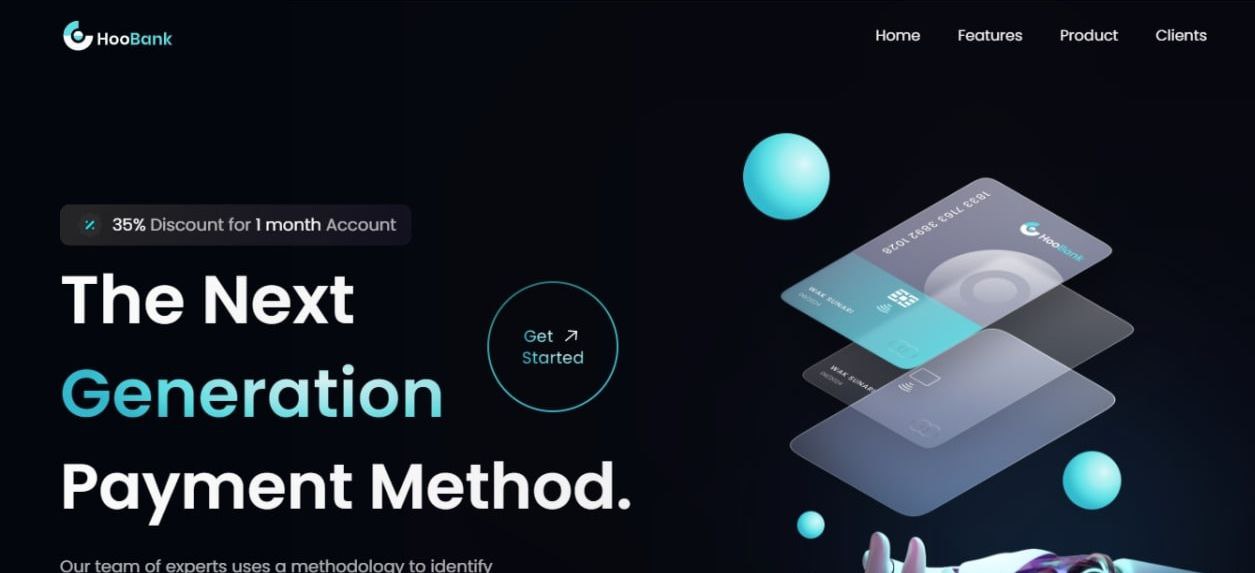 HooBank
Home Features Product Clients
35% Discount for 1 month Account
The Next
Generation
Payment Method.
Get
Started
Our team of experts uses a methodology to identify
1833 7163 3892 1028
HooBank
WAK SUNARI
WAK SUNARI